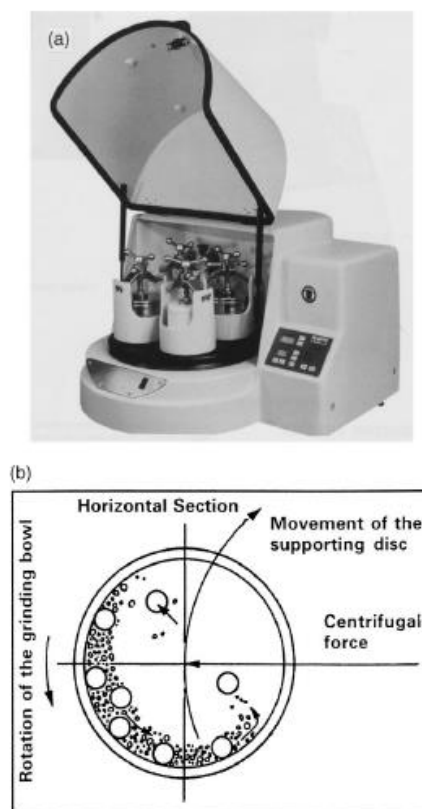 (a)
(b)
Horizontal Section
Movement of the
supporting disc
Centrifugal
force
Rotation of the grinding bowl